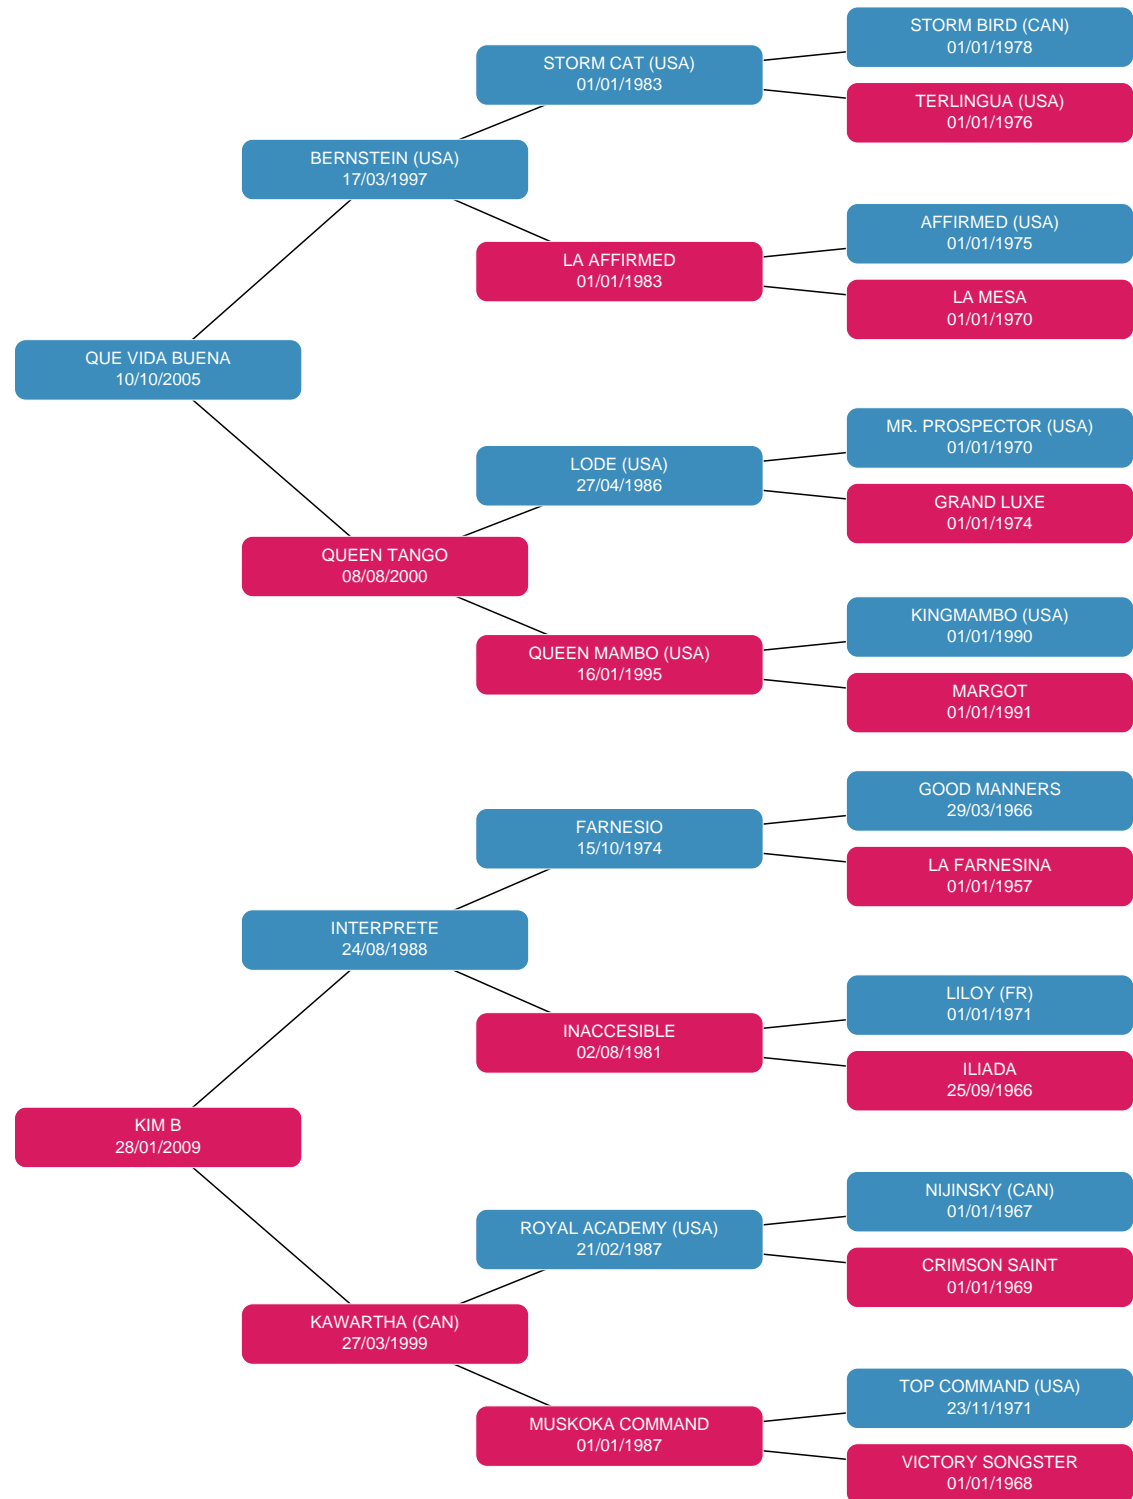 STORM BIRD (CAN)
01/01/1978
STORM CAT (USA)
01/01/1983
TERLINGUA (USA)
01/01/1976
BERNSTEIN (USA)
17/03/1997
AFFIRMED (USA)
01/01/1975
LA AFFIRMED
01/01/1983
LA MESA
01/01/1970
QUE VIDA BUENA
10/10/2005
MR. PROSPECTOR (USA)
01/01/1970
LODE (USA)
27/04/1986
GRAND LUXE
01/01/1974
QUEEN TANGO
08/08/2000
KINGMAMBO (USA)
01/01/1990
QUEEN MAMBO (USA)
16/01/1995
MARGOT
01/01/1991
GOOD MANNERS
29/03/1966
FARNESIO
15/10/1974
LA FARNESINA
01/01/1957
INTERPRETE
24/08/1988
LILOY (FR)
01/01/1971
INACCESIBLE
02/08/1981
ILIADA
25/09/1966
KIM B
28/01/2009
NIJINSKY (CAN)
01/01/1967
ROYAL ACADEMY (USA)
21/02/1987
CRIMSON SAINT
01/01/1969
KAWARTHA (CAN)
27/03/1999
TOP COMMAND (USA)
23/11/1971
MUSKOKA COMMAND
01/01/1987
VICTORY SONGSTER
01/01/1968